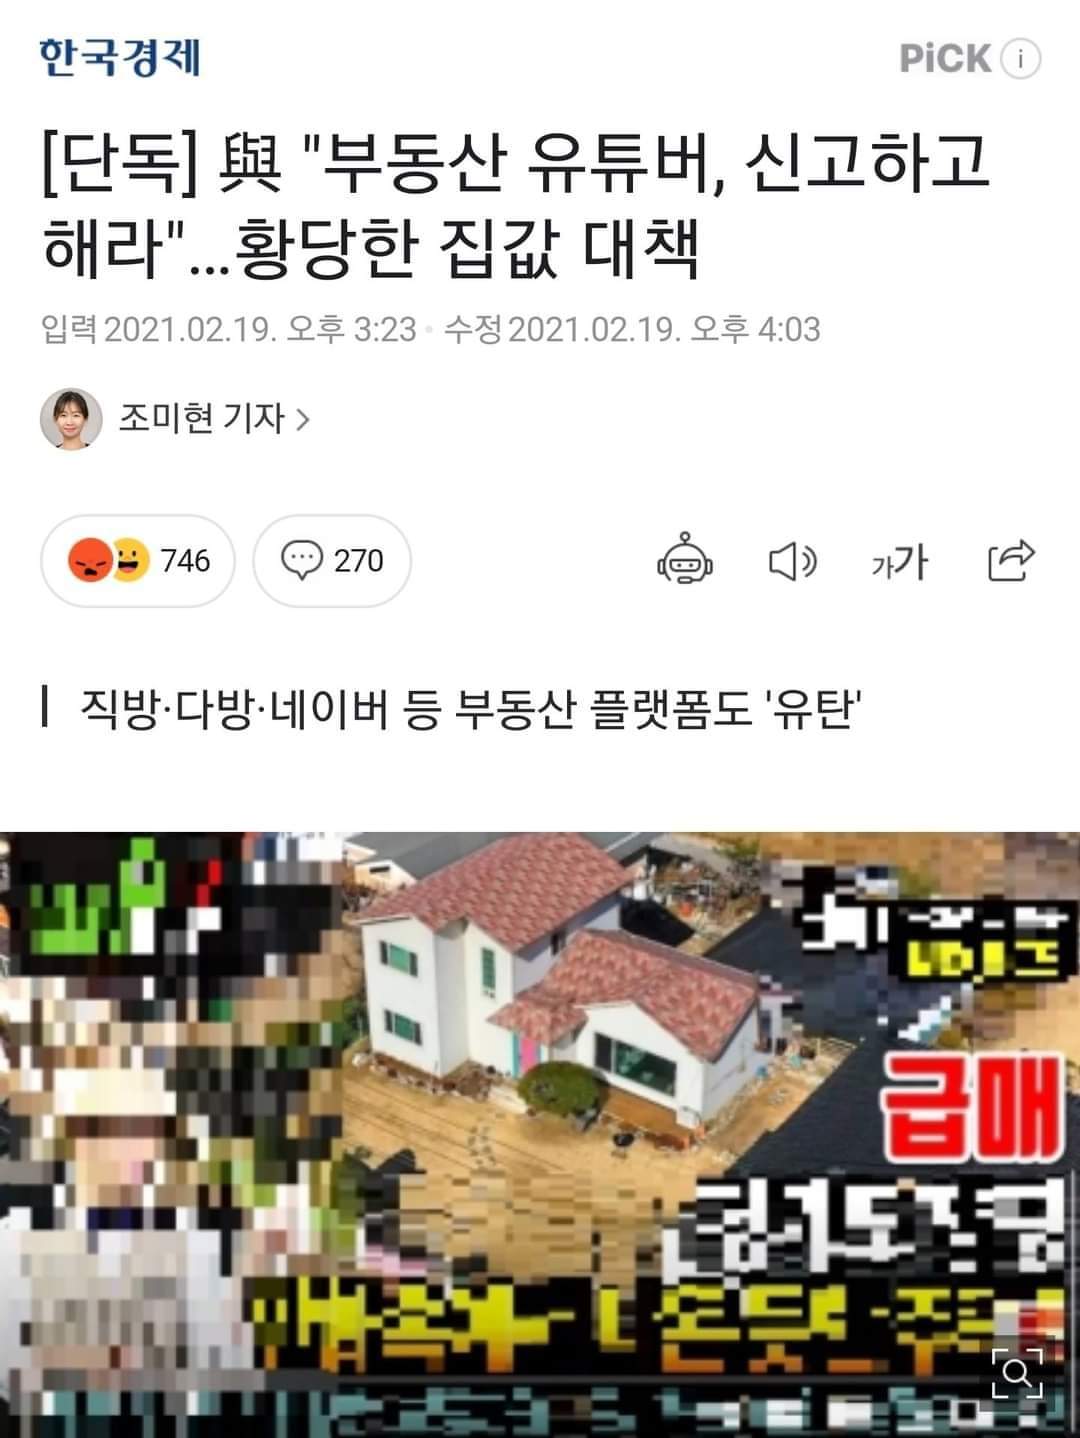 한국경제
PiCK
[단독] 與 "부동산 유튜버, 신고하고
해라"...황당한 집값 대책
입력 2021.02.19. 오후 3:23 · 수정 2021.02.19. 오후 4:03
조미현 기자 >
746
270
가가
직방·다방·네이버 등 부동산 플랫폼도 '유탄'
급매